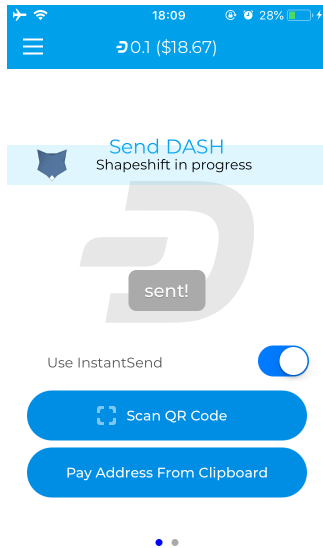 18:09
28%
0.1 ($18.67)
Send DASH
Shapeshift in progress
sent!
Use InstantSend
Scan QR Code
Pay Address From Clipboard